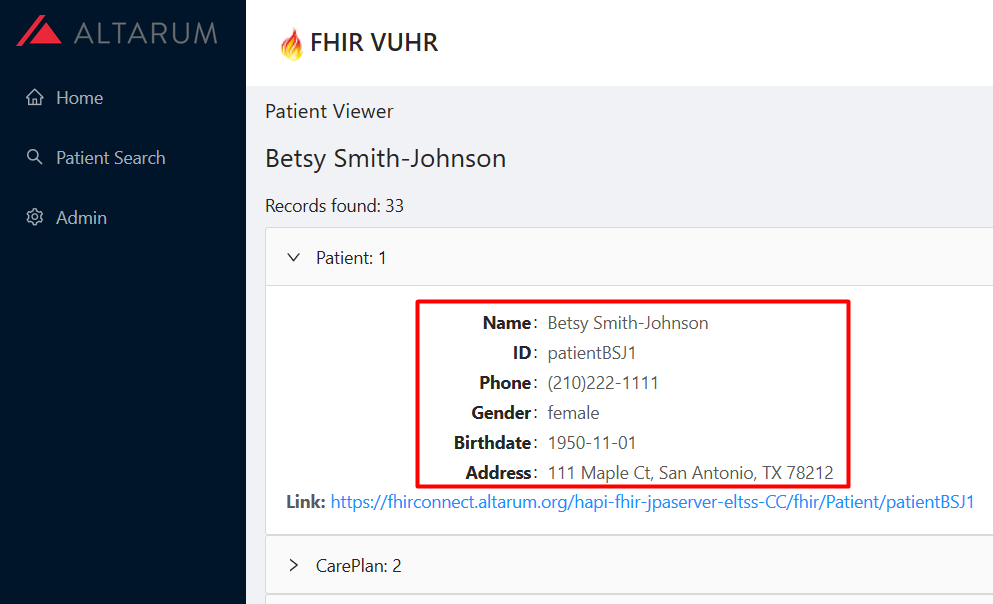 ALTARUM
Home
Patient Search
Admin
FHIR VUHR
Patient Viewer
Betsy Smith-Johnson
Records found: 33
Patient: 1
Name: Betsy Smith-Johnson
ID: patientBSJ1
Phone: (210)222-1111
Gender: female
Birthdate: 1950-11-01
Address: 111 Maple Ct, San Antonio, TX 78212
Link: https://fhirconnect.altarum.org/hapi-fhir-jpaserver-eltss-CC/fhir/Patient/patientBSJ1
CarePlan: 2